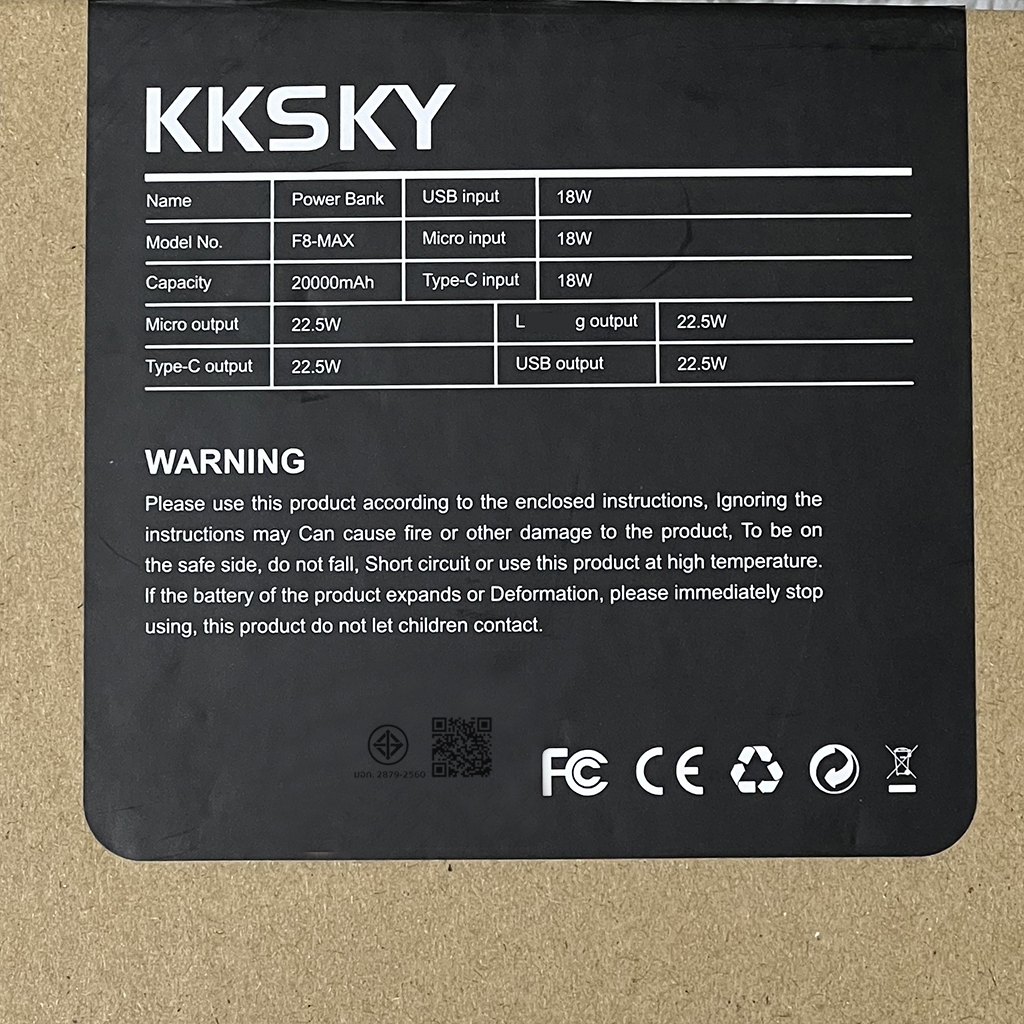 KKSKY
Name Power Bank USB input 18W
Model No. F8-MAX Micro input 18W
Capacity 20000mAh Type-C input 18W
Micro output 22.5W L g output 22.5W
Type-C output 22.5W USB output 22.5W
WARNING
Please use this product according to the enclosed instructions, Ignoring the
instructions may Can cause fire or other damage to the product, To be on
the safe side, do not fall, Short circuit or use this product at high temperature.
If the battery of the product expands or Deformation, please immediately stop
using, this product do not let children contact.
มอก. 2879-2560
FC CE